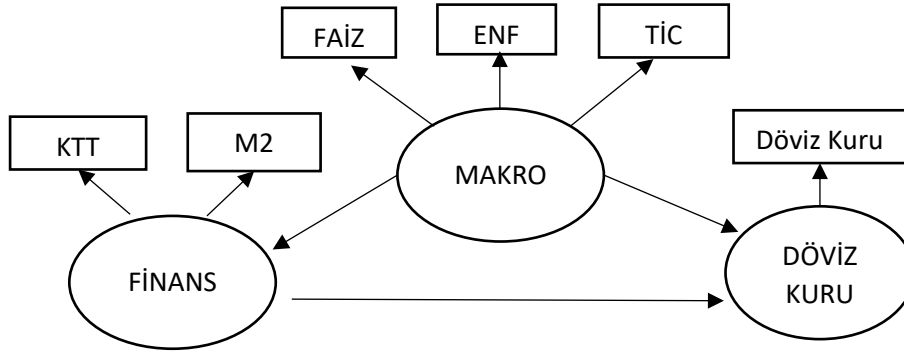 FAİZ
ENF
TİC
KTT
M2
MAKRO
Döviz Kuru
FİNANS
DÖVİZ
KURU